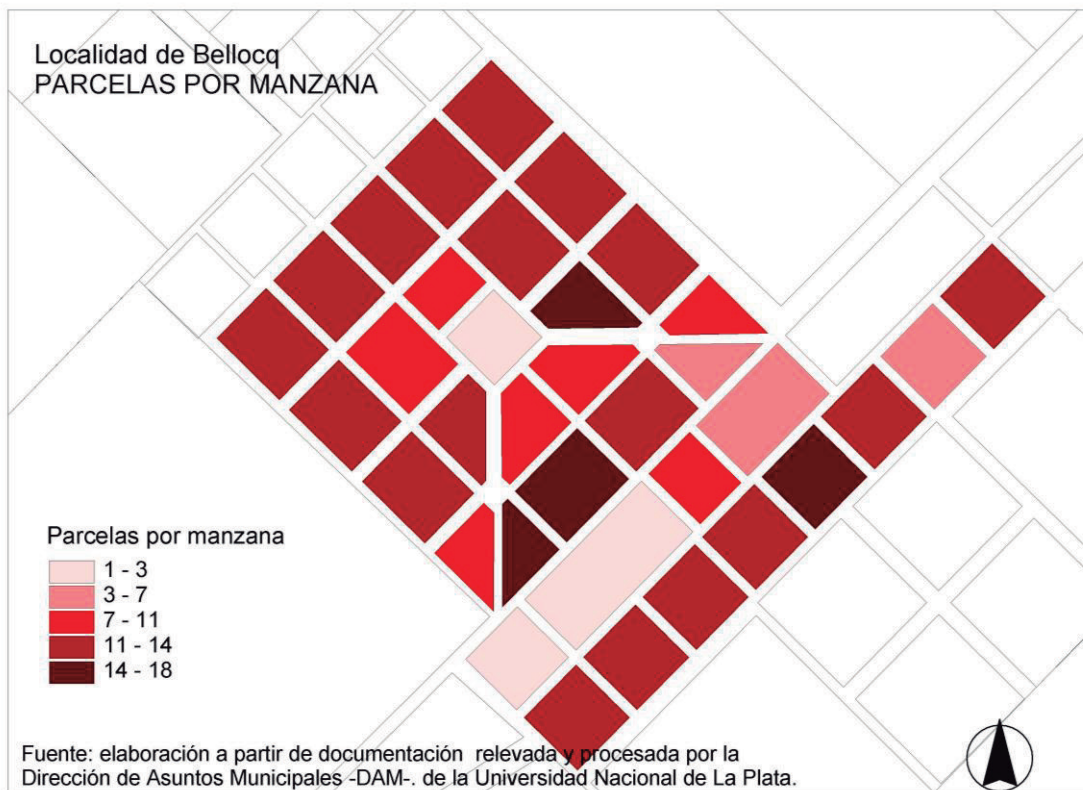 Localidad de Bellocq
PARCELAS POR MANZANA
Parcelas por manzana
1 - 3
3 - 7
7 - 11
11 - 14
14 - 18
Fuente: elaboración a partir de documentación relevada y procesada por la
Dirección de Asuntos Municipales -DAM-. de la Universidad Nacional de La Plata.